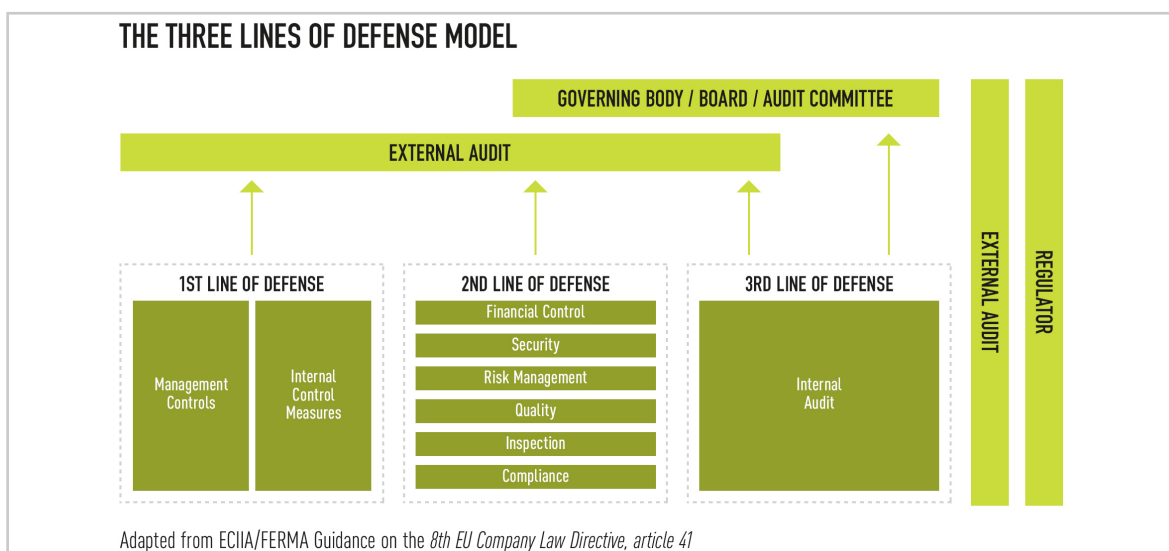 THE THREE LINES OF DEFENSE MODEL
GOVERNING BODY / BOARD / AUDIT COMMITTEE
EXTERNAL AUDIT
1ST LINE OF DEFENSE
Management
Controls
Internal
Control
Measures
2ND LINE OF DEFENSE
Financial Control
Security
Risk Management
Quality
Inspection
Compliance
3RD LINE OF DEFENSE
Internal
Audit
EXTERNAL AUDIT
REGULATOR
Adapted from ECIIA/FERMA Guidance on the 8th EU Company Law Directive, article 41